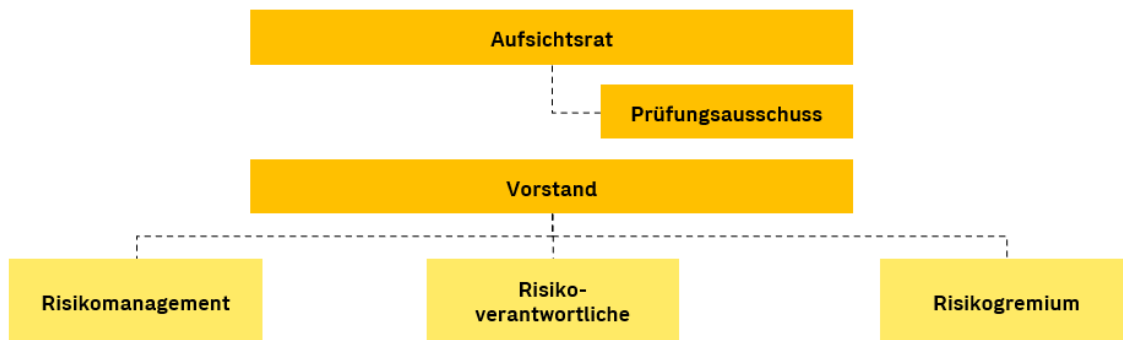 Aufsichtsrat
Prüfungsausschuss
Vorstand
Risikomanagement
Risiko-
verantwortliche
Risikogremium